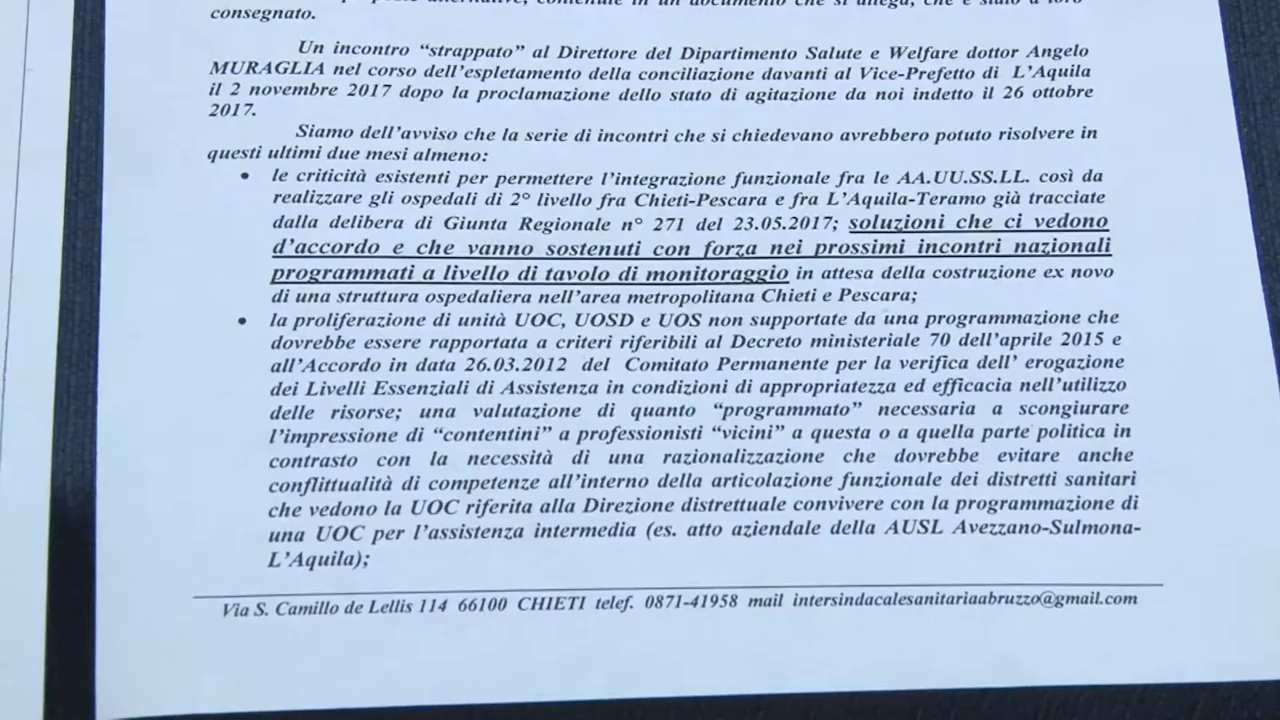 consegnato.
Un incontro “strappato” al Direttore del Dipartimento Salute e Welfare dottor Angelo
MURAGLIA nel corso dell’espletamento della conciliazione davanti al Vice-Prefetto di L’Aquila
il 2 novembre 2017 dopo la proclamazione dello stato di agitazione da noi indetto il 26 ottobre
2017.
Siamo dell’avviso che la serie di incontri che si chiedevano avrebbero potuto risolvere in
questi ultimi due mesi almeno:
• le criticità esistenti per permettere l’integrazione funzionale fra le AA.UU.SS.LL. così da
realizzare gli ospedali di 2° livello fra Chieti-Pescara e fra L’Aquila-Teramo già tracciate
dalla delibera di Giunta Regionale n° 271 del 23.05.2017; soluzioni che ci vedono
d’accordo e che vanno sostenuti con forza nei prossimi incontri nazionali
programmati a livello di tavolo di monitoraggio in attesa della costruzione ex novo
di una struttura ospedaliera nell’area metropolitana Chieti e Pescara;
• la proliferazione di unità UOC, UOSD e UOS non supportate da una programmazione che
dovrebbe essere rapportata a criteri riferibili al Decreto ministeriale 70 dell’aprile 2015 e
all’Accordo in data 26.03.2012 del Comitato Permanente per la verifica dell’ erogazione
dei Livelli Essenziali di Assistenza in condizioni di appropriatezza ed efficacia nell’utilizzo
delle risorse; una valutazione di quanto “programmato” necessaria a scongiurare
l’impressione di “contentini” a professionisti “vicini” a questa o a quella parte politica in
contrasto con la necessità di una razionalizzazione che dovrebbe evitare anche
conflittualità di competenze all’interno della articolazione funzionale dei distretti sanitari
che vedono la UOC riferita alla Direzione distrettuale convivere con la programmazione di
una UOC per l’assistenza intermedia (es. atto aziendale della AUSL Avezzano-Sulmona-
L’Aquila);
Via S. Camillo de Lellis 114 66100 CHIETI telef. 0871-41958 mail intersindacalesanitariaabruzzo@gmail.com